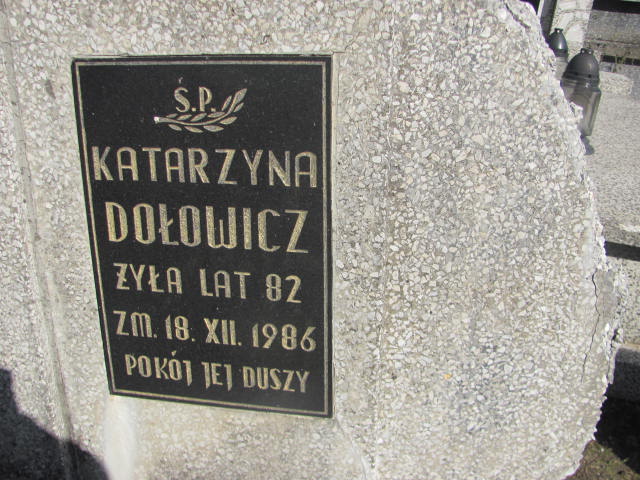 Ś.P.
KATARZYNA
DOŁOWICZ
ŻYŁA LAT 82
ZM. 18. XII. 1986
POKÓJ JEJ DUSZY